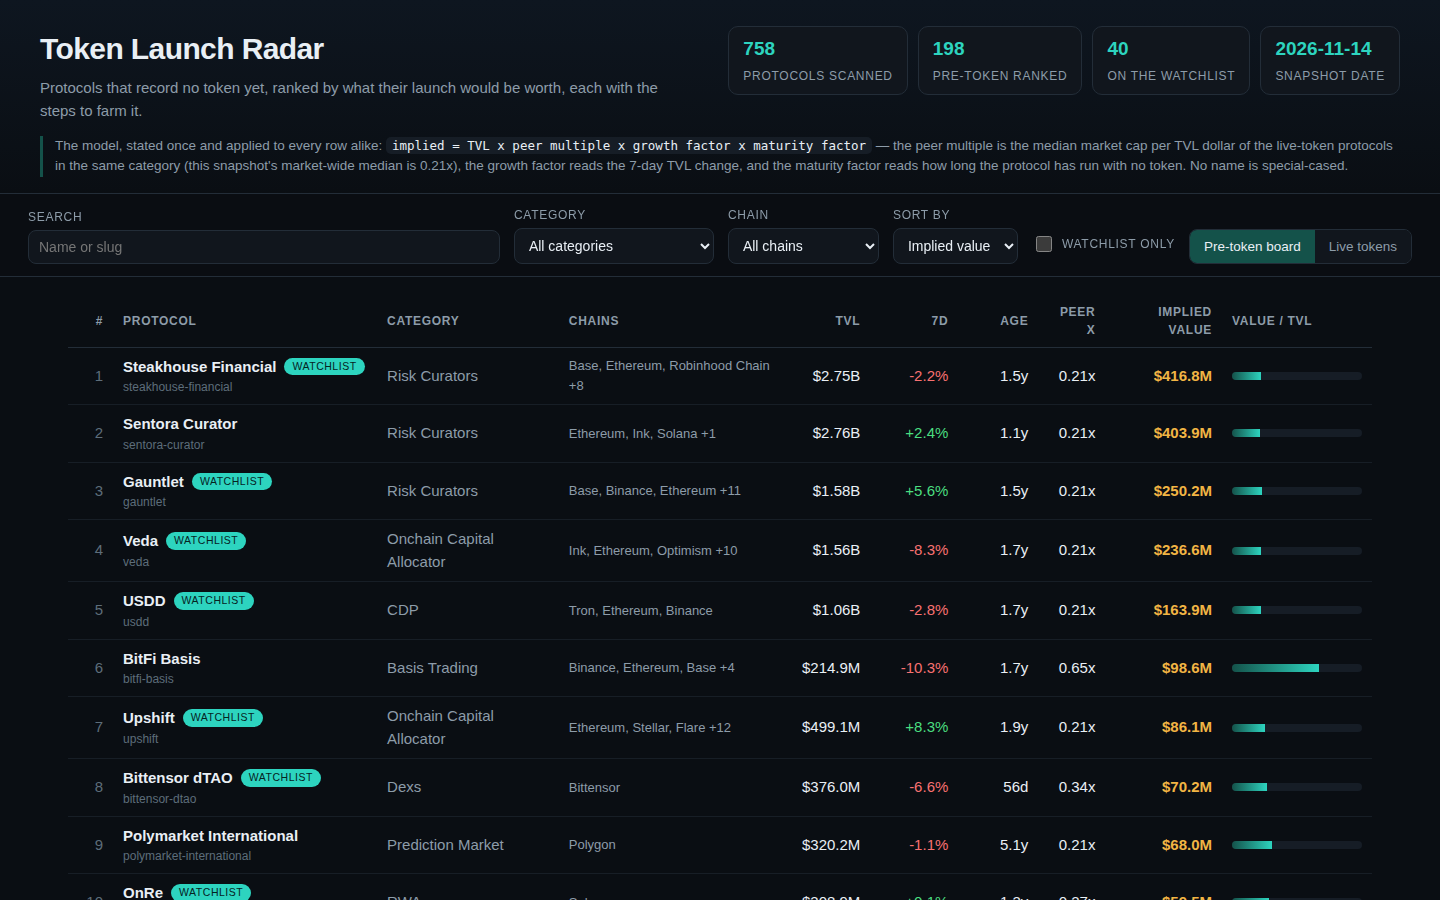 Token Launch Radar
Protocols that record no token yet, ranked by what their launch would be worth, each with the
steps to farm it.
758
PROTOCOLS SCANNED
198
PRE-TOKEN RANKED
40
ON THE WATCHLIST
2026-11-14
SNAPSHOT DATE
The model, stated once and applied to every row alike: implied = TVL x peer multiple x growth factor x maturity factor — the peer multiple is the median market cap per TVL dollar of the live-token protocols
in the same category (this snapshot's market-wide median is 0.21x), the growth factor reads the 7-day TVL change, and the maturity factor reads how long the protocol has run with no token. No name is special-cased.
SEARCH
Name or slug
CATEGORY
All categories
CHAIN
All chains
SORT BY
Implied value
WATCHLIST ONLY
Pre-token board
Live tokens
# PROTOCOL CATEGORY CHAINS TVL 7D AGE PEER X IMPLIED VALUE VALUE / TVL
1 Steakhouse Financial WATCHLIST Risk Curators Base, Ethereum, Robinhood Chain +8 $2.75B -2.2% 1.5y 0.21x $416.8M
steakhouse-financial
2 Sentora Curator Risk Curators Ethereum, Ink, Solana +1 $2.76B +2.4% 1.1y 0.21x $403.9M
sentora-curator
3 Gauntlet WATCHLIST Risk Curators Base, Binance, Ethereum +11 $1.58B +5.6% 1.5y 0.21x $250.2M
gauntlet
4 Veda WATCHLIST Onchain Capital Allocator Ink, Ethereum, Optimism +10 $1.56B -8.3% 1.7y 0.21x $236.6M
veda
5 USDD WATCHLIST CDP Tron, Ethereum, Binance $1.06B -2.8% 1.7y 0.21x $163.9M
usdd
6 BitFi Basis Basis Trading Binance, Ethereum, Base +4 $214.9M -10.3% 1.7y 0.65x $98.6M
bitfi-basis
7 Upshift WATCHLIST Onchain Capital Allocator Ethereum, Stellar, Flare +12 $499.1M +8.3% 1.9y 0.21x $86.1M
upshift
8 Bittensor dTAO WATCHLIST Dexs Bittensor $376.0M -6.6% 56d 0.34x $70.2M
bittensor-dtao
9 Polymarket International Prediction Market Polygon $320.2M -1.1% 5.1y 0.21x $68.0M
polymarket-international
OnRe WATCHLIST